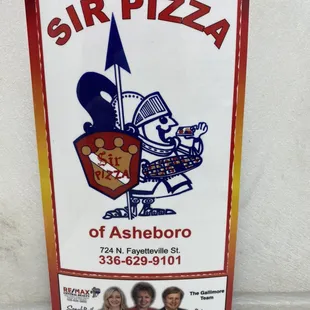 SIR PIZZA
Sir
PIZZA
of Asheboro
724 N. Fayetteville St.
336-629-9101
RE/MAX
The Gallimore
Team